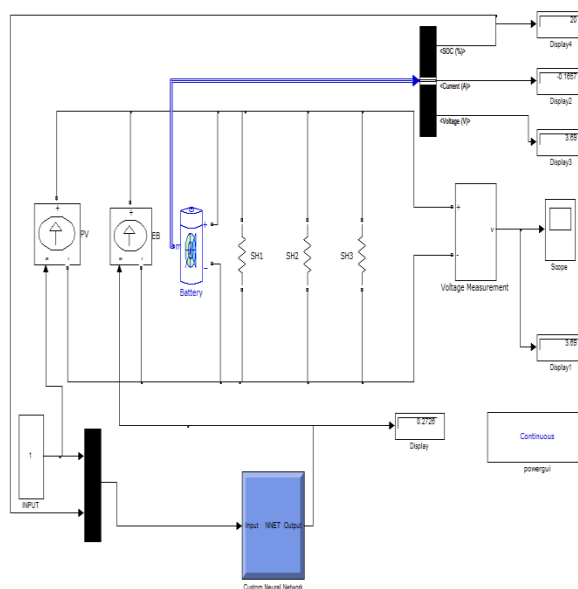 20
Display4
<SOC (%)>
-0.1657
<Current (A)>
Display2
<Voltage (V)>
3.69
Display3
+
+
PV
EB
m
+
-
Battery
SH1
SH2
SH3
+
-
v
Voltage Measurement
Scope
3.69
Display1
0.2726
Display
Continuous
powergui
1
INPUT
Input
NNET
Output
Custom Neural Network